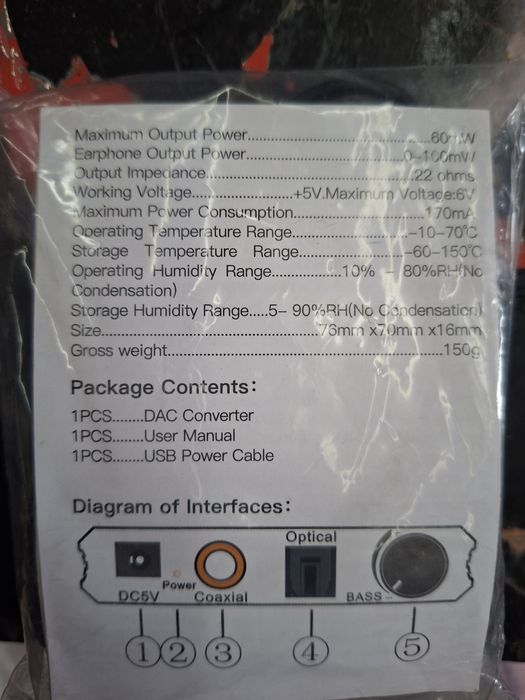 Maximum Output Power..............................60mW
Earphone Output Power..............................0-100mW
Output Impedance....................................22 ohms
Working Voltage......................+5V.Maximum Voltage:6V
Maximum Power Consumption......................170mA
Operating Temperature Range....................-10-70℃
Storage Temperature Range..............-60-150℃
Operating Humidity Range...............10% - 80%RH(No
Condensation)
Storage Humidity Range.....5- 90%RH(No Condensation)
Size..............................................76mm x70mm x16mm
Gross weight.........................................................150g
Package Contents:
1PCS........DAC Converter
1PCS........User Manual
1PCS........USB Power Cable
Diagram of Interfaces:
Optical
Power
DC5V Coaxial BASS - +
① ② ③ ④ ⑤